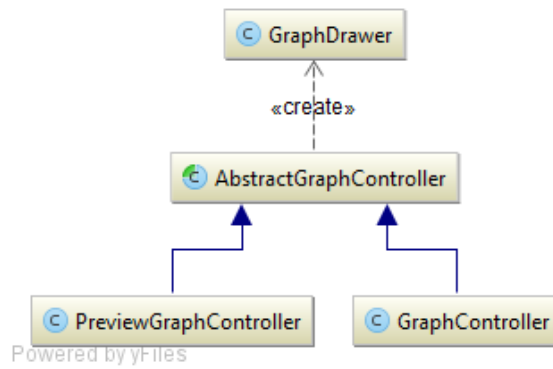 GraphDrawer
«create»
AbstractGraphController
PreviewGraphController
GraphController
Powered by yFiles